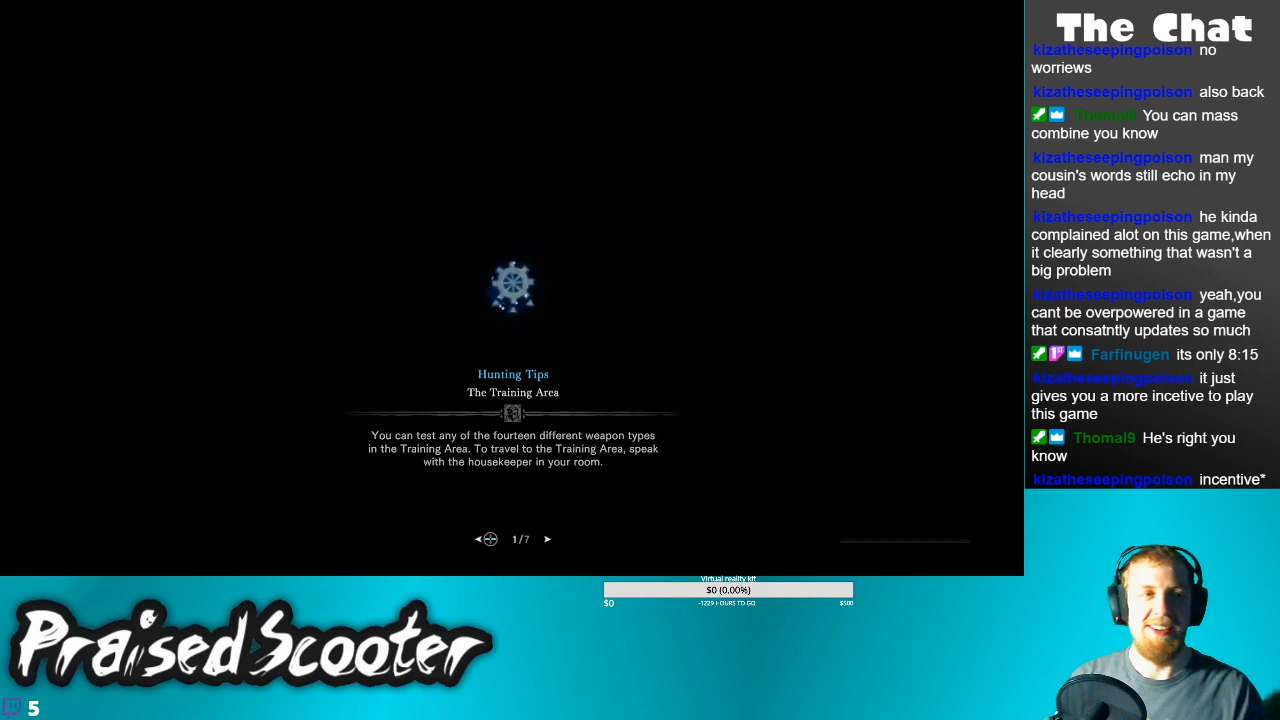 The Chat
kizatheseepingpoison no
worriews
kizatheseepingpoison also back
Thomal9 You can mass
combine you know
kizatheseepingpoison man my
cousin's words still echo in my
head
kizatheseepingpoison he kinda
complained alot on this game,when
it clearly something that wasn't a
big problem
kizatheseepingpoison yeah,you
cant be overpowered in a game
that consatntly updates so much
Farfinugen its only 8:15
kizatheseepingpoison it just
gives you a more incetive to play
this game
Thomal9 He's right you
know
kizatheseepingpoison incentive*
Hunting Tips
The Training Area
You can test any of the fourteen different weapon types
in the Training Area. To travel to the Training Area, speak
with the housekeeper in your room.
1/7
Virtual reality kit
$0 (0.00%)
$0 -1229 HOURS TO GO $500
Praised Scooter
5